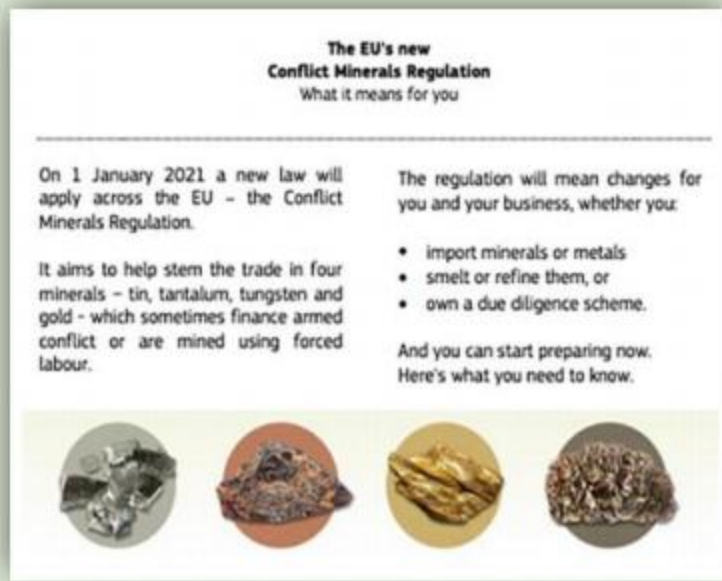 The EU's new
Conflict Minerals Regulation
What it means for you
On 1 January 2021 a new law will
apply across the EU – the Conflict
Minerals Regulation.
It aims to help stem the trade in four
minerals – tin, tantalum, tungsten and
gold - which sometimes finance armed
conflict or are mined using forced
labour.
The regulation will mean changes for
you and your business, whether you:
• import minerals or metals
• smelt or refine them, or
• own a due diligence scheme.
And you can start preparing now.
Here's what you need to know.